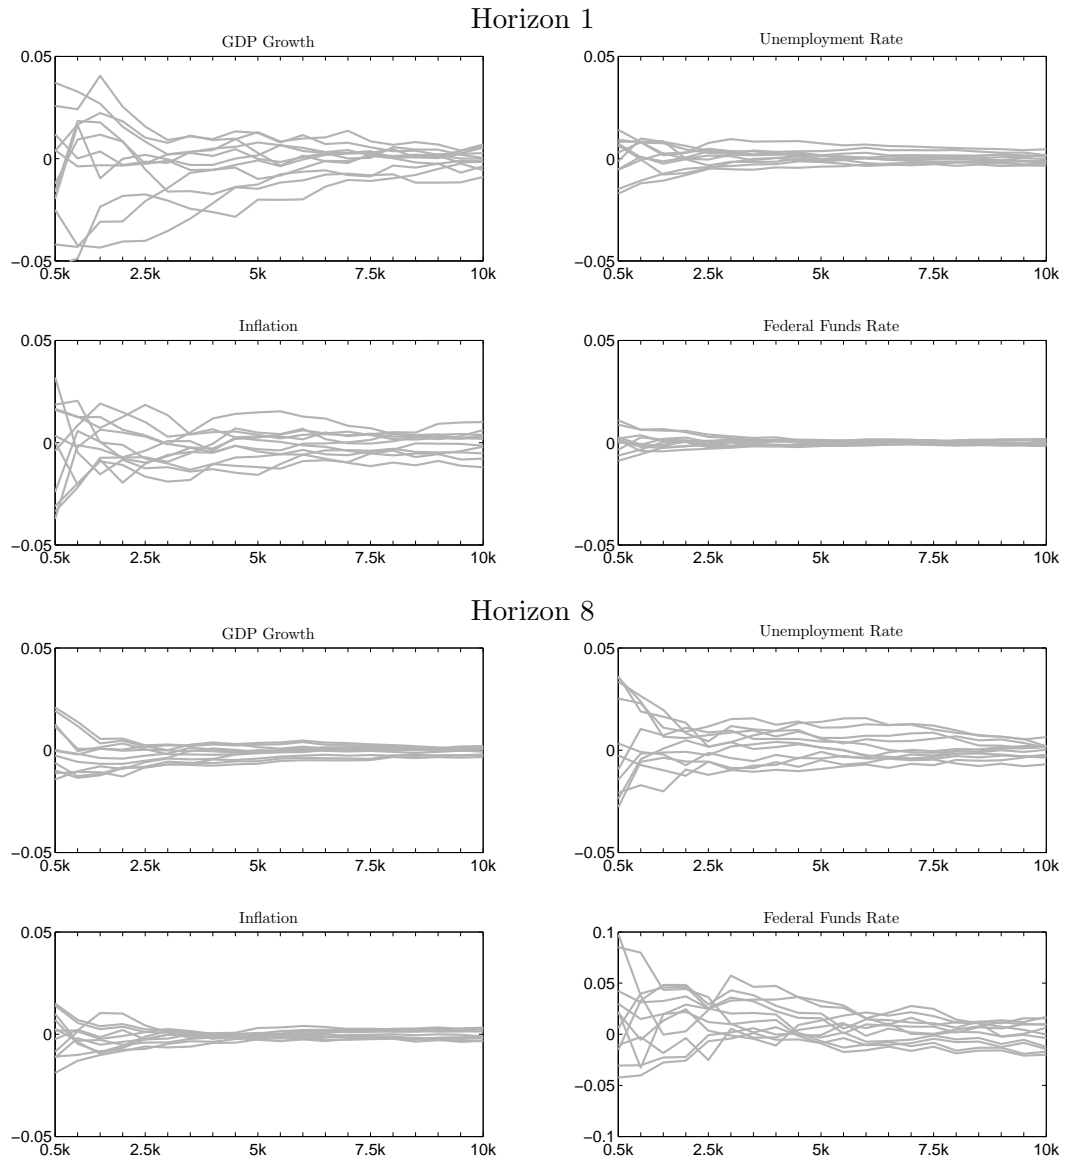 Horizon 1
GDP Growth
Unemployment Rate
0.05
0
−0.05
0.5k 2.5k 5k 7.5k 10k
0.05
0
−0.05
0.5k 2.5k 5k 7.5k 10k
Inflation
Federal Funds Rate
0.05
0
−0.05
0.5k 2.5k 5k 7.5k 10k
0.05
0
−0.05
0.5k 2.5k 5k 7.5k 10k
Horizon 8
GDP Growth
Unemployment Rate
0.05
0
−0.05
0.5k 2.5k 5k 7.5k 10k
0.05
0
−0.05
0.5k 2.5k 5k 7.5k 10k
Inflation
Federal Funds Rate
0.05
0
−0.05
0.5k 2.5k 5k 7.5k 10k
0.1
0.05
0
−0.05
−0.1
0.5k 2.5k 5k 7.5k 10k